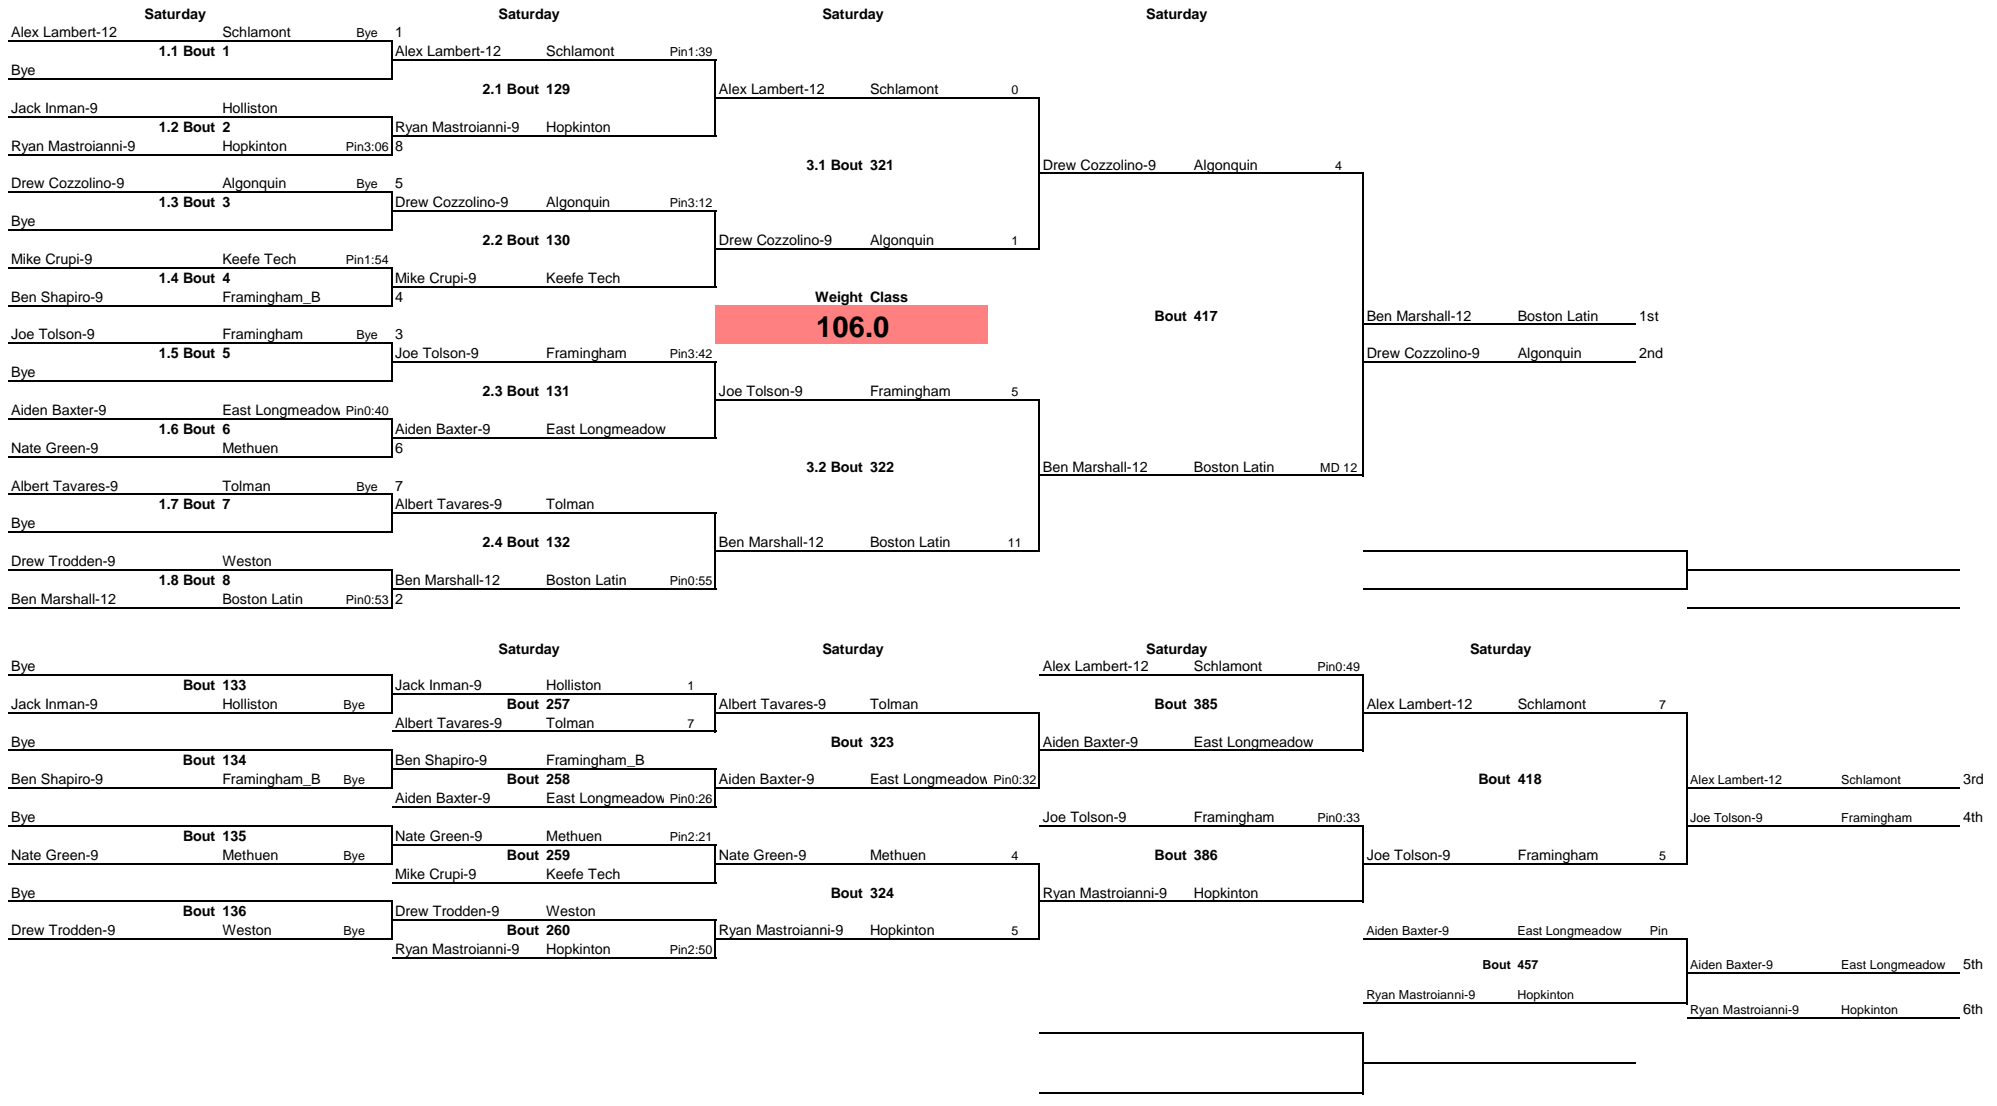 Saturday Saturday Saturday Saturday
Alex Lambert-12 Schlamont Bye 1
1.1 Bout 1 Alex Lambert-12 Schlamont Pin1:39
Bye
2.1 Bout 129 Alex Lambert-12 Schlamont 0
Jack Inman-9 Holliston
1.2 Bout 2 Ryan Mastroianni-9 Hopkinton
Ryan Mastroianni-9 Hopkinton Pin3:06 8
3.1 Bout 321 Drew Cozzolino-9 Algonquin 4
Drew Cozzolino-9 Algonquin Bye 5
1.3 Bout 3 Drew Cozzolino-9 Algonquin Pin3:12
Bye
2.2 Bout 130 Drew Cozzolino-9 Algonquin 1
Mike Crupi-9 Keefe Tech Pin1:54
1.4 Bout 4 Mike Crupi-9 Keefe Tech
Ben Shapiro-9 Framingham_B 4 Weight Class
106.0 Bout 417 Ben Marshall-12 Boston Latin 1st
Joe Tolson-9 Framingham Bye 3
1.5 Bout 5 Joe Tolson-9 Framingham Pin3:42 Drew Cozzolino-9 Algonquin 2nd
Bye
2.3 Bout 131 Joe Tolson-9 Framingham 5
Aiden Baxter-9 East Longmeadow Pin0:40
1.6 Bout 6 Aiden Baxter-9 East Longmeadow
Nate Green-9 Methuen 6
3.2 Bout 322 Ben Marshall-12 Boston Latin MD 12
Albert Tavares-9 Tolman Bye 7
1.7 Bout 7 Albert Tavares-9 Tolman
Bye
2.4 Bout 132 Ben Marshall-12 Boston Latin 11
Drew Trodden-9 Weston
1.8 Bout 8 Ben Marshall-12 Boston Latin Pin0:55
Ben Marshall-12 Boston Latin Pin0:53 2
Saturday Saturday Saturday Saturday
Bye Alex Lambert-12 Schlamont Pin0:49
Bout 133 Jack Inman-9 Holliston 1
Jack Inman-9 Holliston Bye Bout 257 Albert Tavares-9 Tolman Bout 385 Alex Lambert-12 Schlamont 7
Albert Tavares-9 Tolman 7
Bye Bout 323 Aiden Baxter-9 East Longmeadow
Bout 134 Ben Shapiro-9 Framingham_B
Ben Shapiro-9 Framingham_B Bye Bout 258 Aiden Baxter-9 East Longmeadow Pin0:32 Bout 418 Alex Lambert-12 Schlamont 3rd
Aiden Baxter-9 East Longmeadow Pin0:26
Bye Joe Tolson-9 Framingham Pin0:33 Joe Tolson-9 Framingham 4th
Bout 135 Nate Green-9 Methuen Pin2:21
Nate Green-9 Methuen Bye Bout 259 Nate Green-9 Methuen 4 Bout 386 Joe Tolson-9 Framingham 5
Mike Crupi-9 Keefe Tech
Bye Bout 324 Ryan Mastroianni-9 Hopkinton
Bout 136 Drew Trodden-9 Weston
Drew Trodden-9 Weston Bye Bout 260 Ryan Mastroianni-9 Hopkinton 5 Aiden Baxter-9 East Longmeadow Pin
Ryan Mastroianni-9 Hopkinton Pin2:50
Bout 457 Aiden Baxter-9 East Longmeadow 5th
Ryan Mastroianni-9 Hopkinton
Ryan Mastroianni-9 Hopkinton 6th